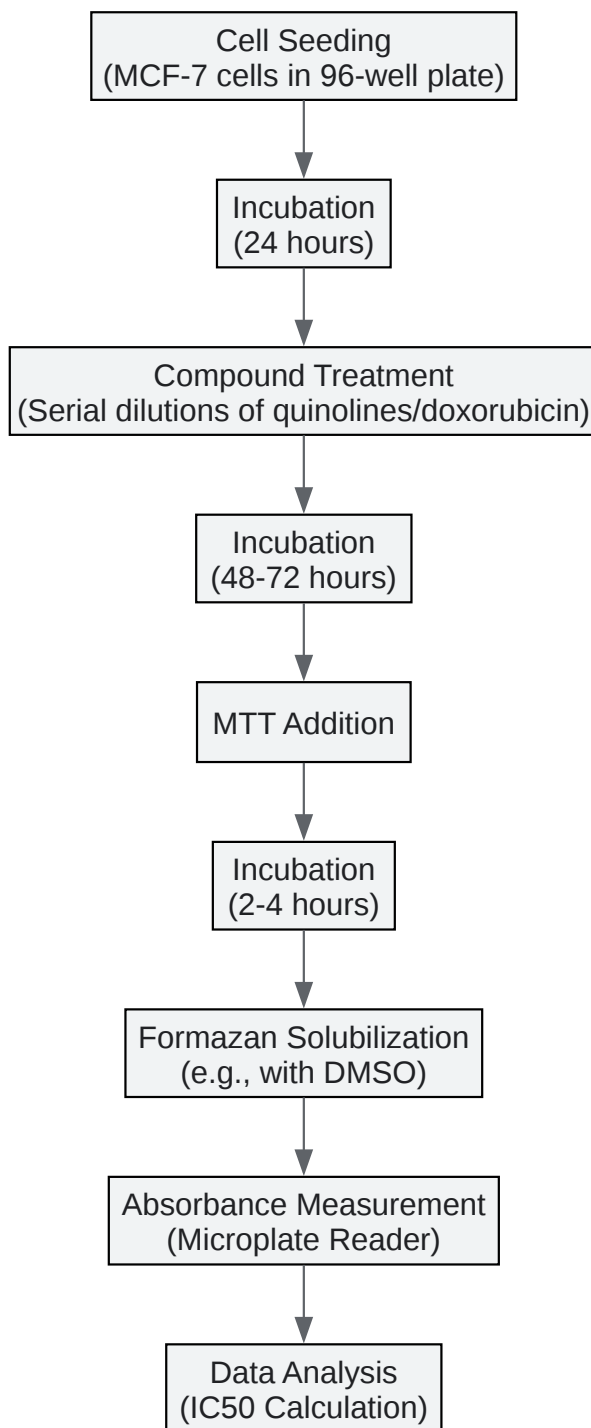 Cell Seeding
(MCF-7 cells in 96-well plate)
Incubation
(24 hours)
Compound Treatment
(Serial dilutions of quinolines/doxorubicin)
Incubation
(48-72 hours)
MTT Addition
Incubation
(2-4 hours)
Formazan Solubilization
(e.g., with DMSO)
Absorbance Measurement
(Microplate Reader)
Data Analysis
(IC50 Calculation)